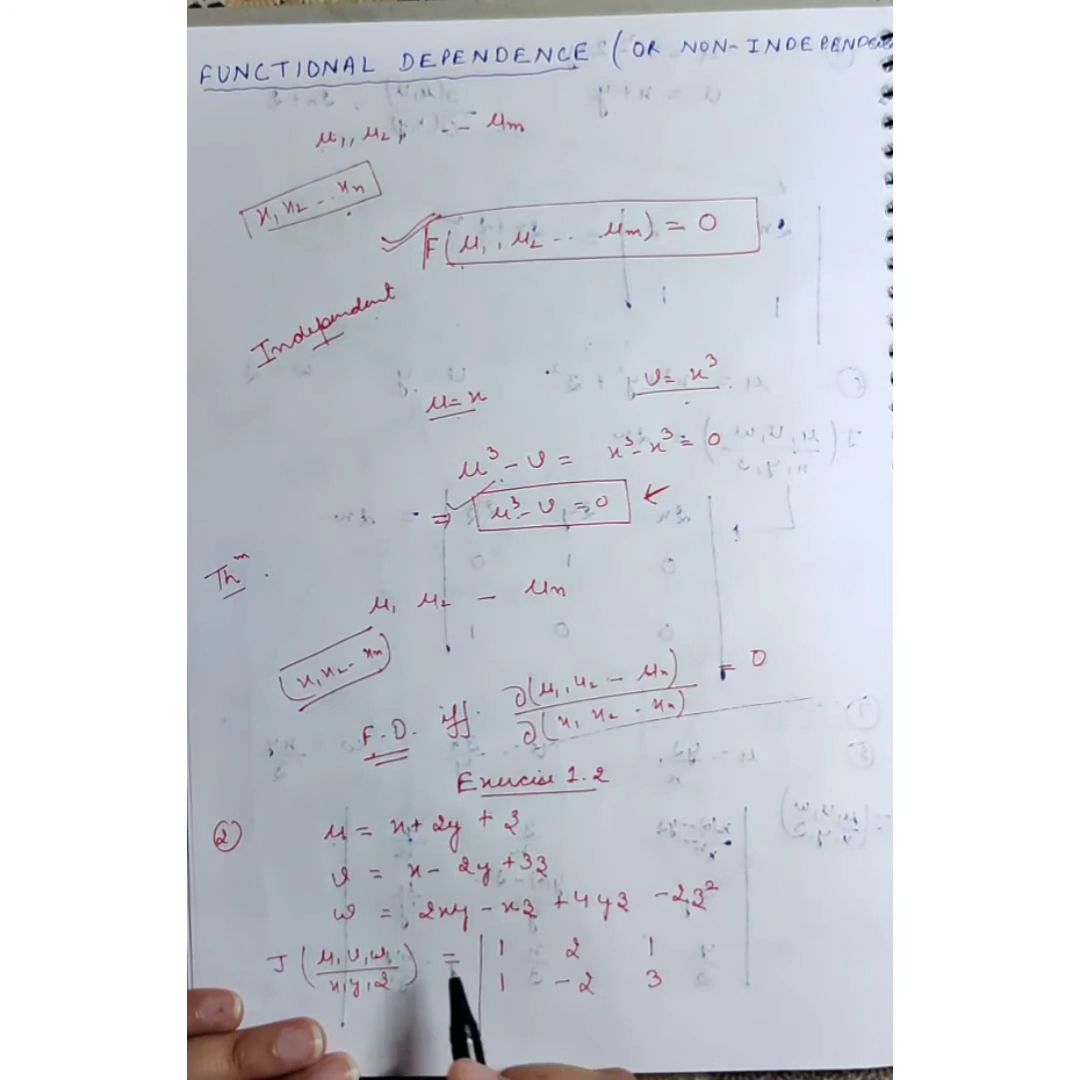 FUNCTIONAL DEPENDENCE (OR NON-INDEPENDE
u₁, u₂, -- um
x₁ x₂ -- xn
F(u₁, u₂ .. um) = 0
Independent
u = x v = x³
u³ - v = x³ - x³ = 0
⇒ u³ - v = 0 ←
Thᵐ.
u₁ u₂ - un
x₁ x₂ - xn
F.D. iff. ∂(u₁, u₂ - un) / ∂(x₁ x₂ - xn) = 0
Exercise 1.2
② u = x + 2y + z
v = x - 2y + 3z
w = 2xy - xz + 4yz - 2z²
J(u,v,w / x,y,z) = | 1 2 1
1 -2 3